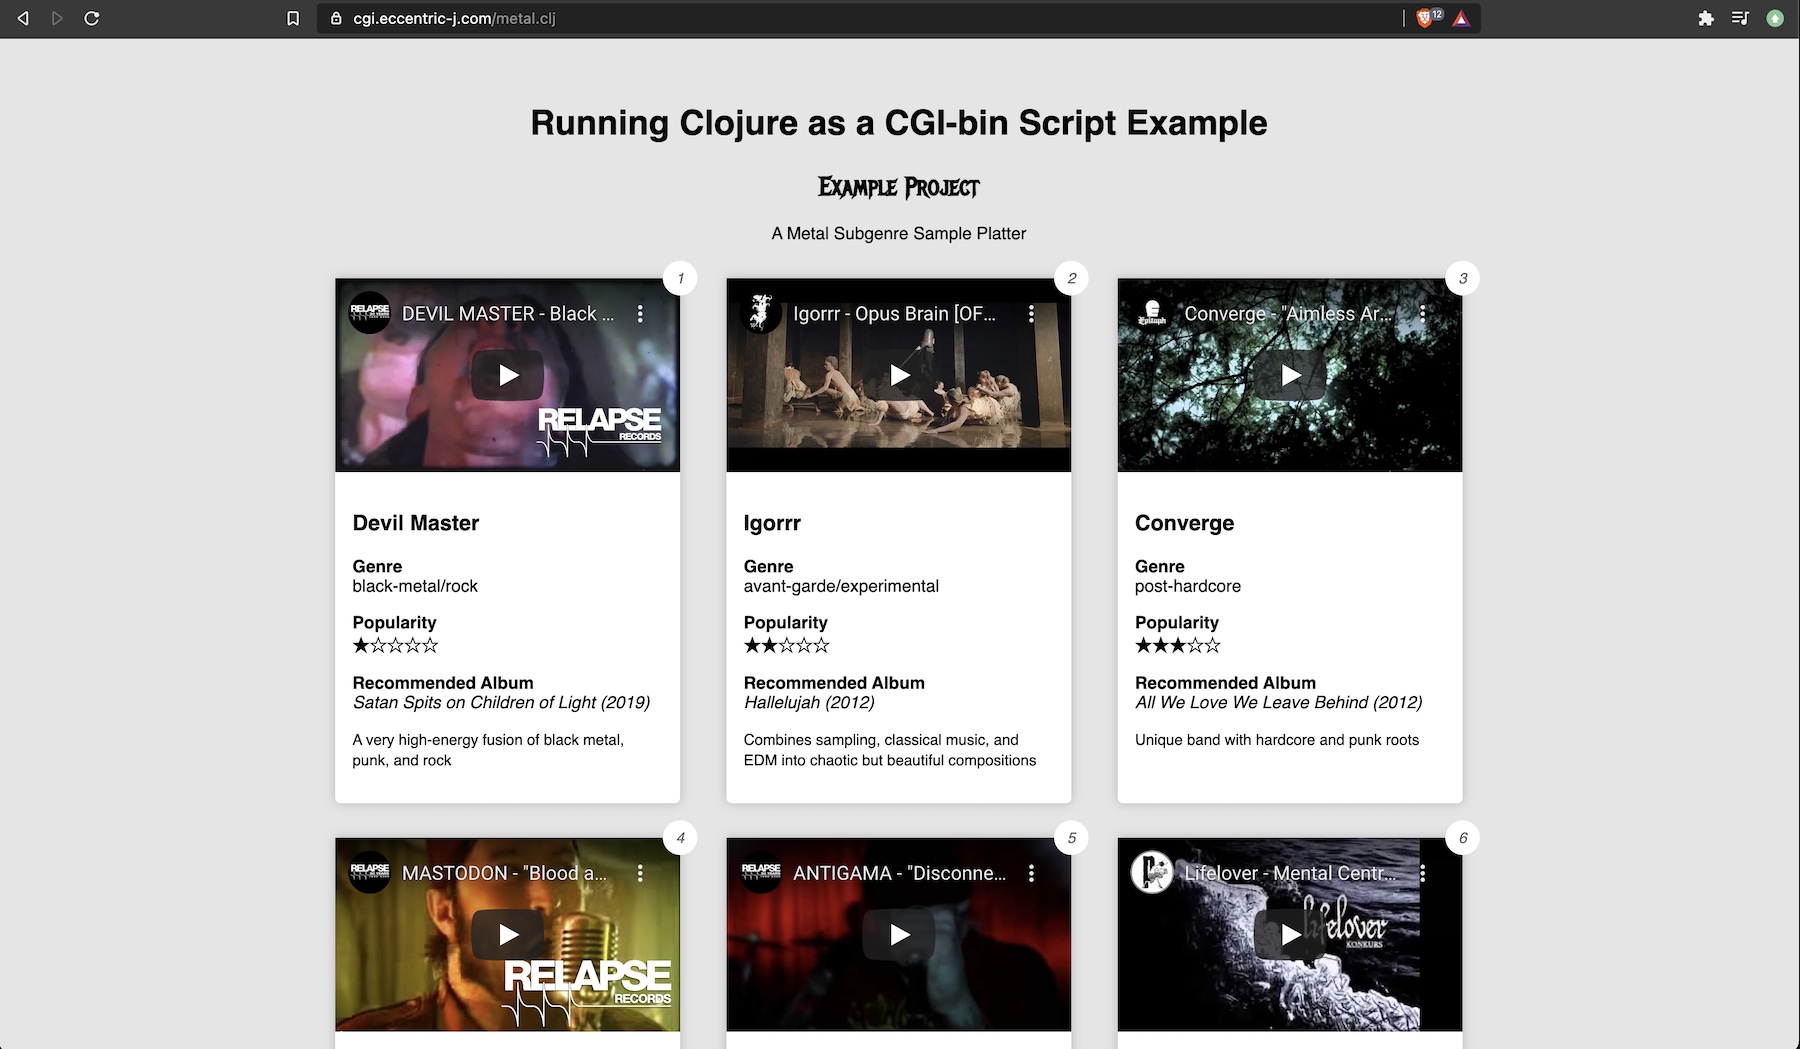 cgi.eccentric-j.com/metal.clj
12
Running Clojure as a CGI-bin Script Example
Example Project
A Metal Subgenre Sample Platter
1
RELAPSE
DEVIL MASTER - Black ...
RELAPSE
RECORDS
Devil Master
Genre
black-metal/rock
Popularity
★☆☆☆☆
Recommended Album
Satan Spits on Children of Light (2019)
A very high-energy fusion of black metal,
punk, and rock
2
Igorrr - Opus Brain [OF...
Igorrr
Genre
avant-garde/experimental
Popularity
★★☆☆☆
Recommended Album
Hallelujah (2012)
Combines sampling, classical music, and
EDM into chaotic but beautiful compositions
3
Epitaph
Converge - "Aimless Ar...
Converge
Genre
post-hardcore
Popularity
★★★☆☆
Recommended Album
All We Love We Leave Behind (2012)
Unique band with hardcore and punk roots
4
RELAPSE
MASTODON - "Blood a...
RELAPSE
RECORDS
5
RELAPSE
ANTIGAMA - "Disconne...
6
Lifelover - Mental Centr...
lifelover
KONKURS